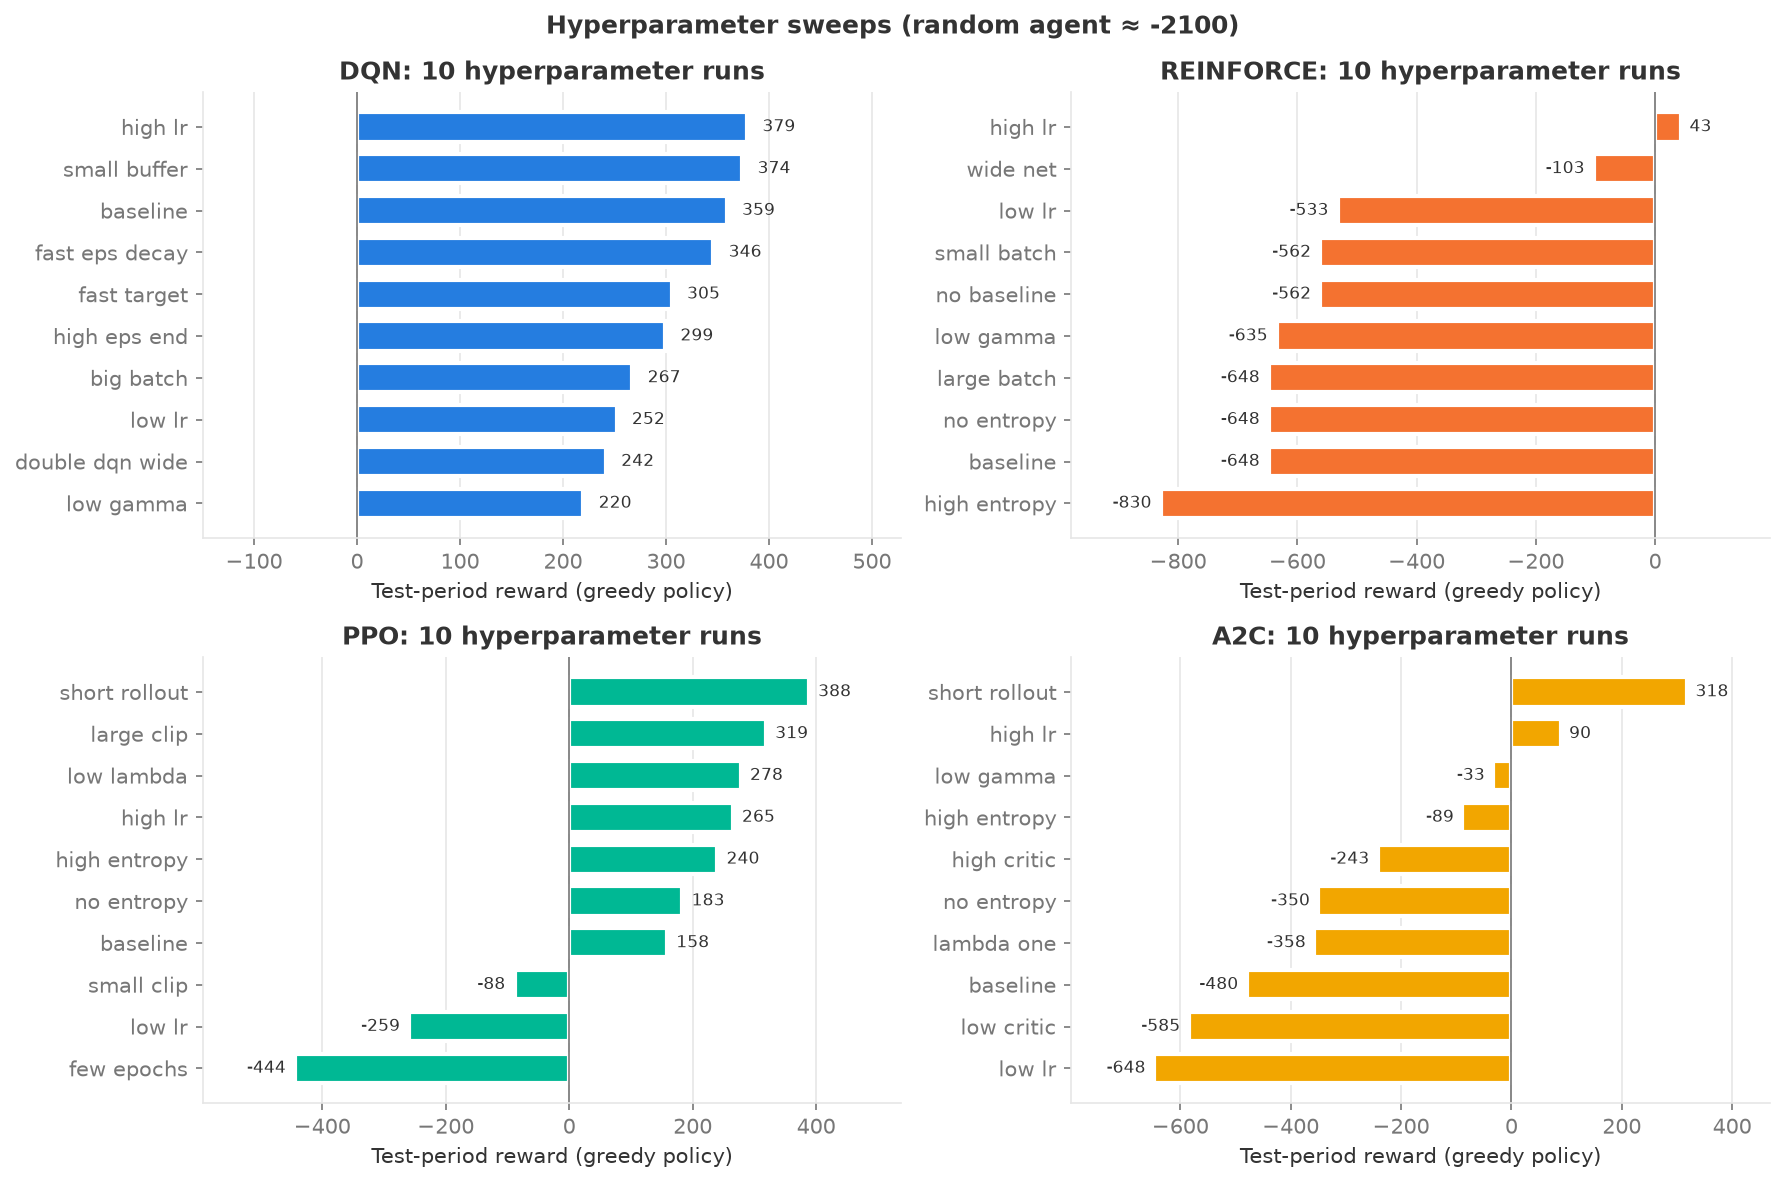 Hyperparameter sweeps (random agent ≈ -2100)
DQN: 10 hyperparameter runs
high lr 379
small buffer 374
baseline 359
fast eps decay 346
fast target 305
high eps end 299
big batch 267
low lr 252
double dqn wide 242
low gamma 220
−100 0 100 200 300 400 500
Test-period reward (greedy policy)
REINFORCE: 10 hyperparameter runs
high lr 43
wide net -103
low lr -533
small batch -562
no baseline -562
low gamma -635
large batch -648
no entropy -648
baseline -648
high entropy -830
−800 −600 −400 −200 0
Test-period reward (greedy policy)
PPO: 10 hyperparameter runs
short rollout 388
large clip 319
low lambda 278
high lr 265
high entropy 240
no entropy 183
baseline 158
small clip -88
low lr -259
few epochs -444
−400 −200 0 200 400
Test-period reward (greedy policy)
A2C: 10 hyperparameter runs
short rollout 318
high lr 90
low gamma -33
high entropy -89
high critic -243
no entropy -350
lambda one -358
baseline -480
low critic -585
low lr -648
−600 −400 −200 0 200 400
Test-period reward (greedy policy)